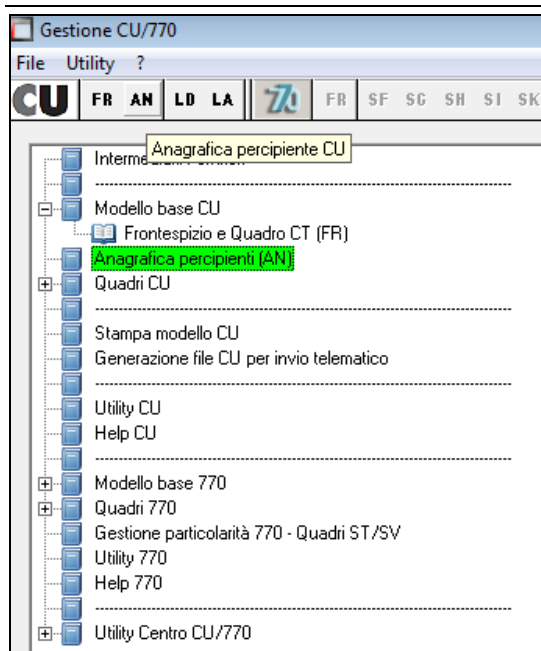 Gestione CU/770
File Utility ?
CU FR AN LD LA 770 FR SF SG SH SI SK
Anagrafica percipiente CU
Interme
Modello base CU
Frontespizio e Quadro CT (FR)
Anagrafica percipienti (AN)
Quadri CU
Stampa modello CU
Generazione file CU per invio telematico
Utility CU
Help CU
Modello base 770
Quadri 770
Gestione particolarità 770 - Quadri ST/SV
Utility 770
Help 770
Utility Centro CU/770